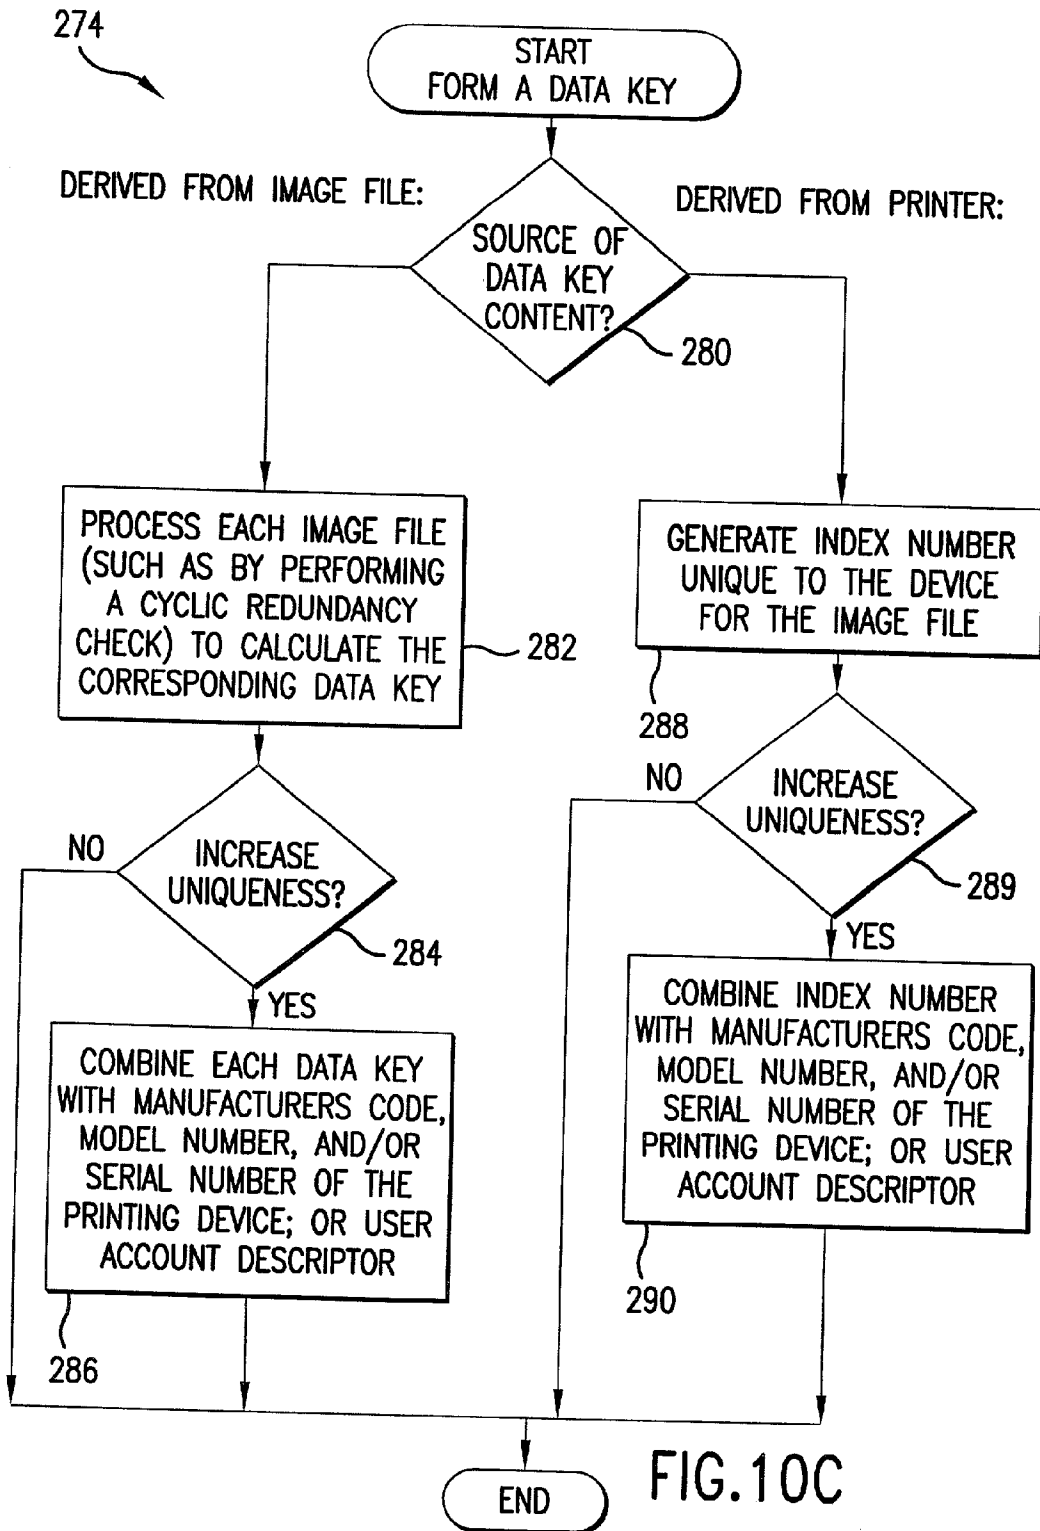 274
START
FORM A DATA KEY
DERIVED FROM IMAGE FILE:
DERIVED FROM PRINTER:
SOURCE OF
DATA KEY
CONTENT?
280
PROCESS EACH IMAGE FILE
(SUCH AS BY PERFORMING
A CYCLIC REDUNDANCY
CHECK) TO CALCULATE THE
CORRESPONDING DATA KEY
282
NO
INCREASE
UNIQUENESS?
284
YES
COMBINE EACH DATA KEY
WITH MANUFACTURERS CODE,
MODEL NUMBER, AND/OR
SERIAL NUMBER OF THE
PRINTING DEVICE; OR USER
ACCOUNT DESCRIPTOR
286
GENERATE INDEX NUMBER
UNIQUE TO THE DEVICE
FOR THE IMAGE FILE
288
NO
INCREASE
UNIQUENESS?
289
YES
COMBINE INDEX NUMBER
WITH MANUFACTURERS CODE,
MODEL NUMBER, AND/OR
SERIAL NUMBER OF THE
PRINTING DEVICE; OR USER
ACCOUNT DESCRIPTOR
290
END
FIG.10C